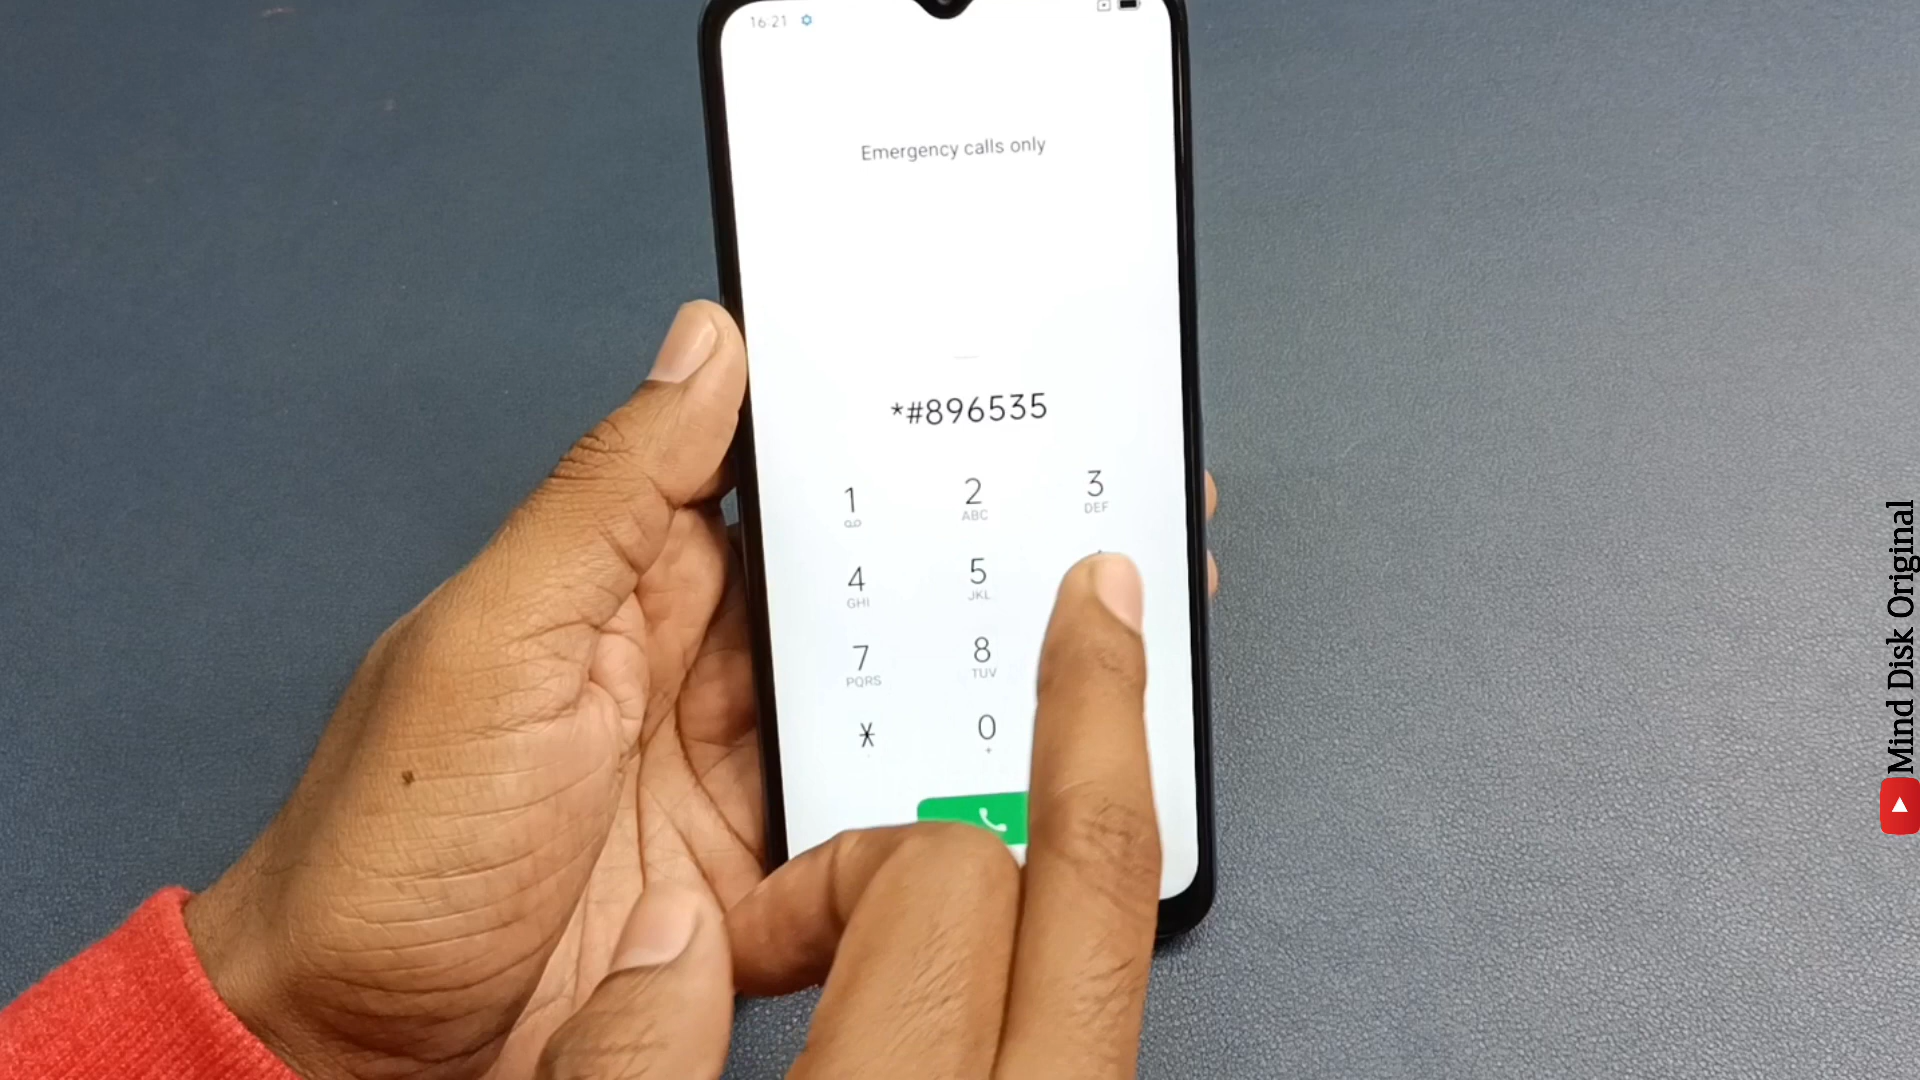 16:21
Emergency calls only
*#896535
1
2
ABC
3
DEF
4
GHI
5
JKL
7
PQRS
8
TUV
*
0
+
Mind Disk Original